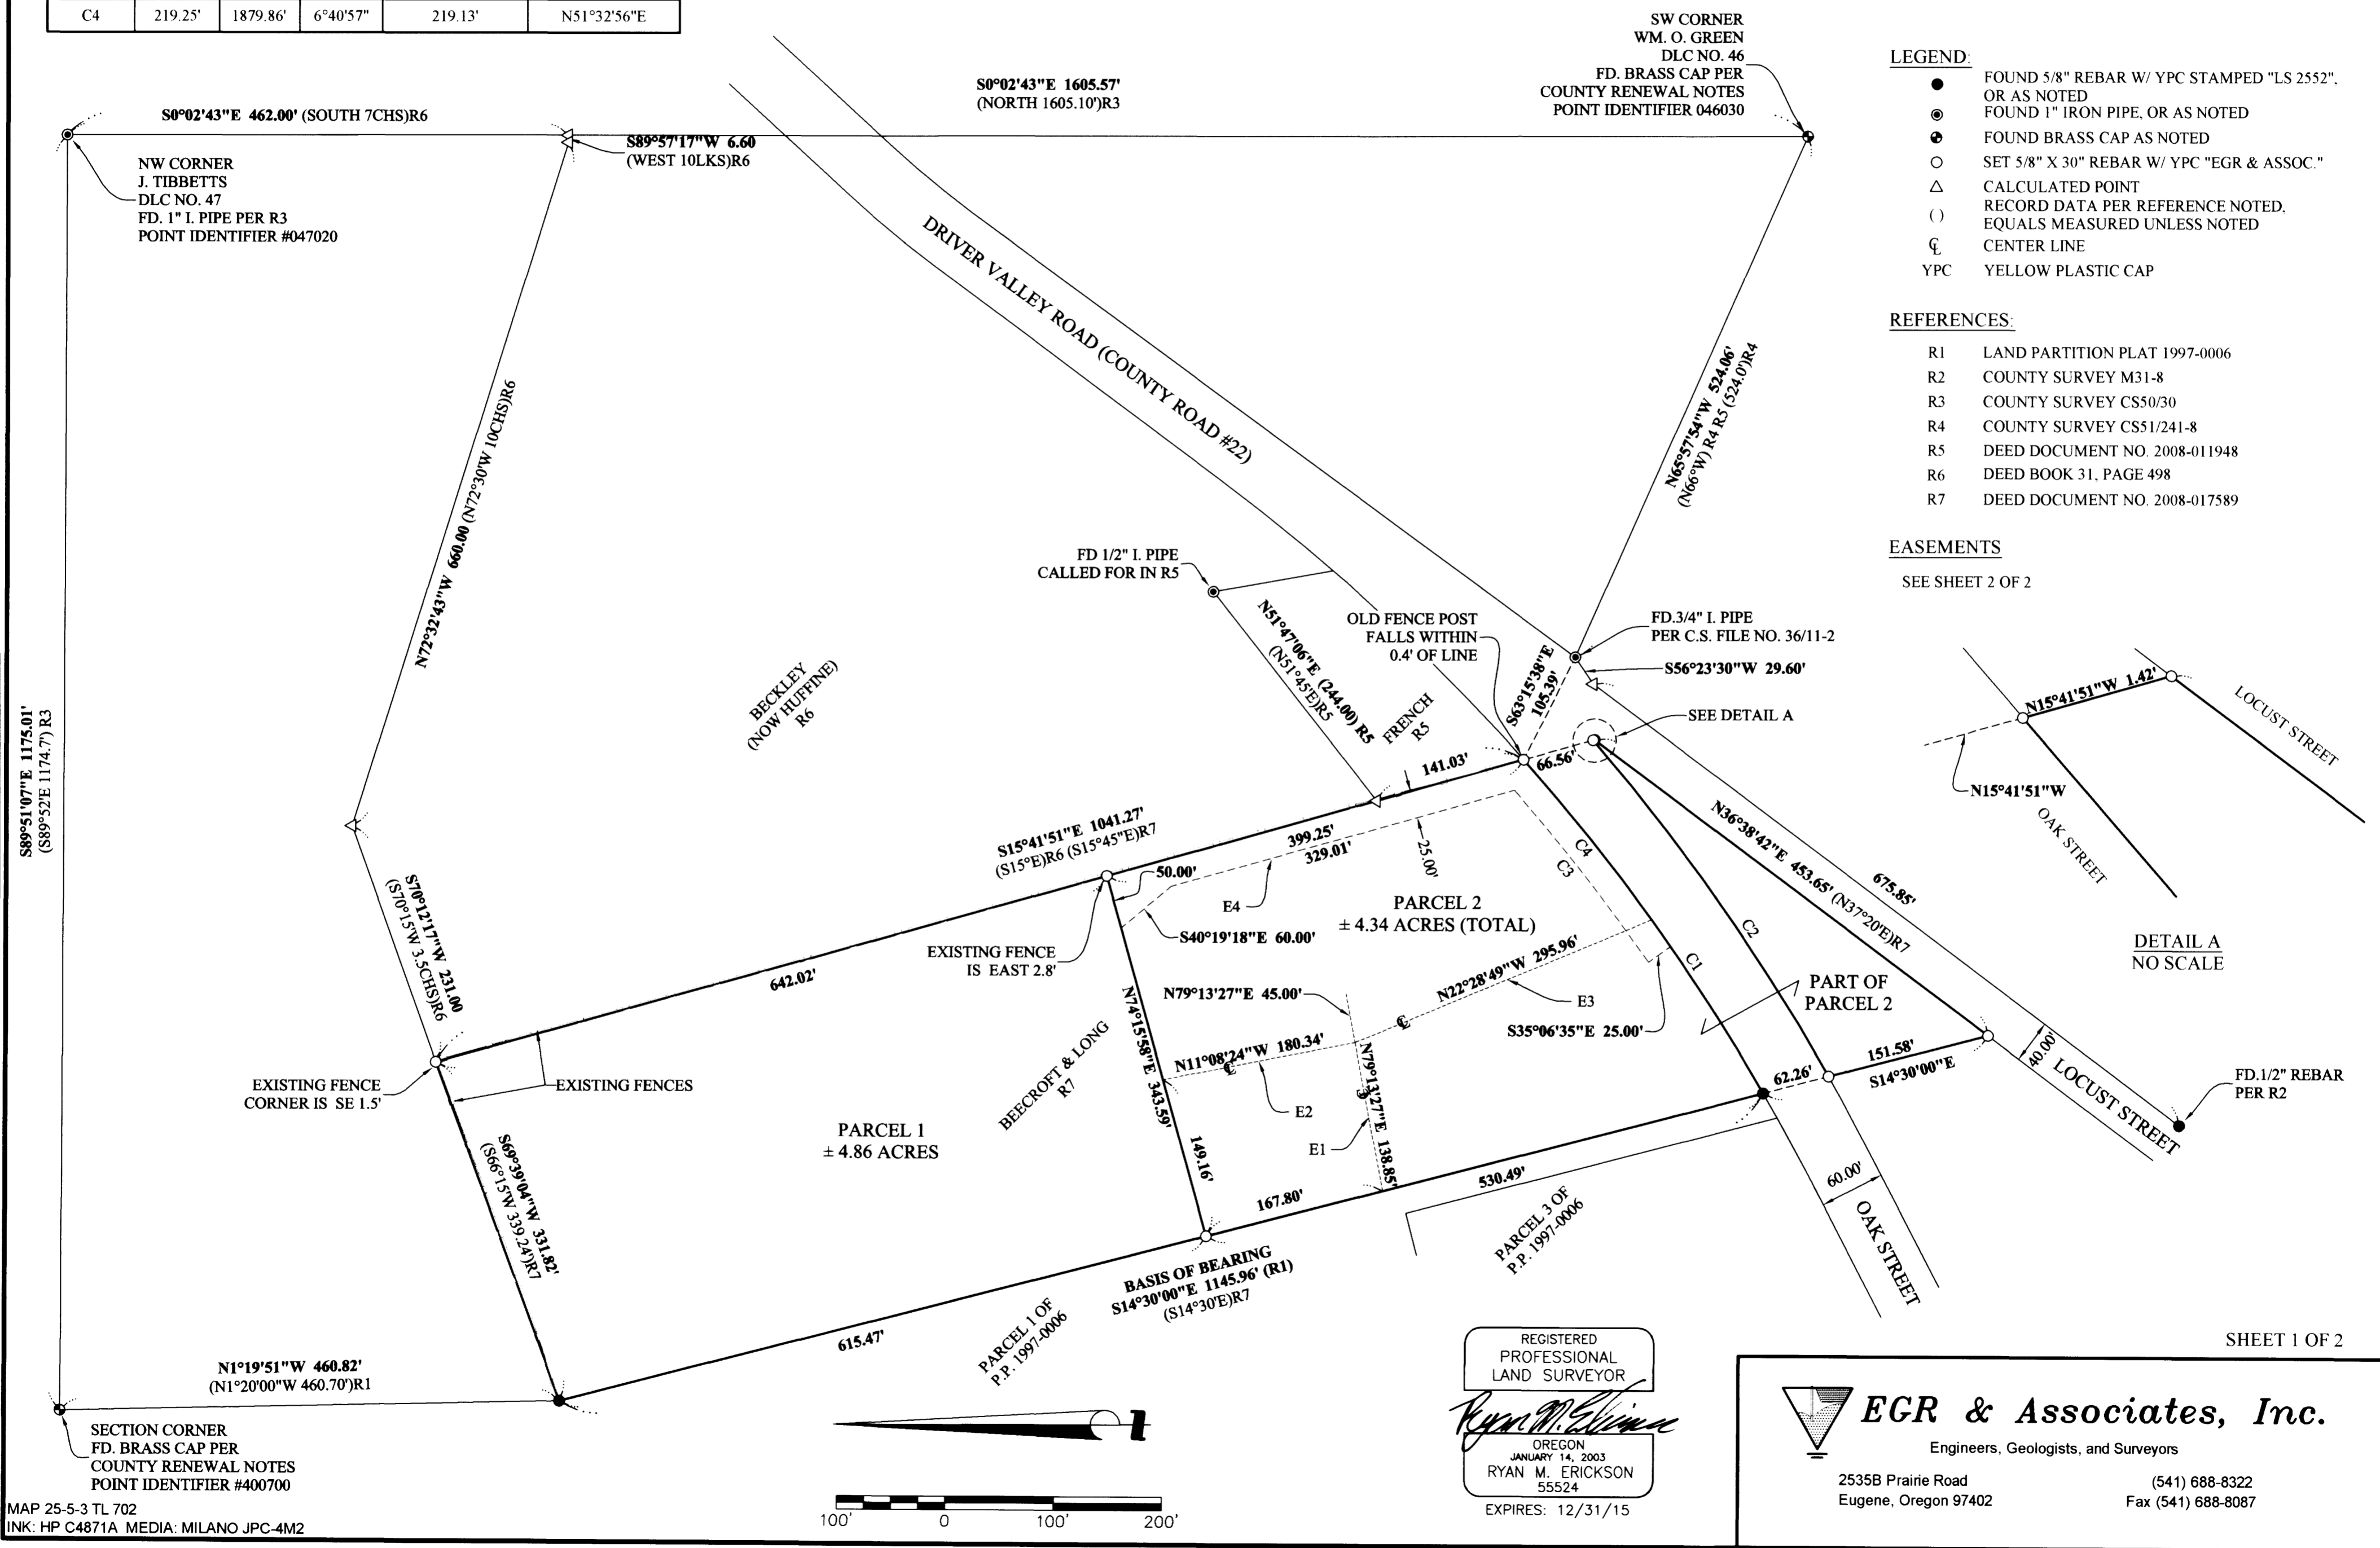 C4 219.25' 1879.86' 6°40'57" 219.13' N51°32'56"E
S0°02'43"E 462.00' (SOUTH 7CHS)R6
S89°57'17"W 6.60
(WEST 10LKS)R6
S0°02'43"E 1605.57'
(NORTH 1605.10')R3
SW CORNER
WM. O. GREEN
DLC NO. 46
FD. BRASS CAP PER
COUNTY RENEWAL NOTES
POINT IDENTIFIER 046030
NW CORNER
J. TIBBETTS
DLC NO. 47
FD. 1" I. PIPE PER R3
POINT IDENTIFIER #047020
LEGEND:
FOUND 5/8" REBAR W/ YPC STAMPED "LS 2552",
OR AS NOTED
FOUND 1" IRON PIPE, OR AS NOTED
FOUND BRASS CAP AS NOTED
SET 5/8" X 30" REBAR W/ YPC "EGR & ASSOC."
CALCULATED POINT
( ) RECORD DATA PER REFERENCE NOTED,
EQUALS MEASURED UNLESS NOTED
℄ CENTER LINE
YPC YELLOW PLASTIC CAP
REFERENCES:
R1 LAND PARTITION PLAT 1997-0006
R2 COUNTY SURVEY M31-8
R3 COUNTY SURVEY CS50/30
R4 COUNTY SURVEY CS51/241-8
R5 DEED DOCUMENT NO. 2008-011948
R6 DEED BOOK 31, PAGE 498
R7 DEED DOCUMENT NO. 2008-017589
EASEMENTS
SEE SHEET 2 OF 2
DRIVER VALLEY ROAD (COUNTY ROAD #22)
N65°57'54"W 524.06'
(N66°W) R4 R5 (524.0')R4
N72°32'43"W 660.00 (N72°30'W 10CHS)R6
S89°51'07"E 1175.01'
(S89°52'E 1174.7') R3
FD 1/2" I. PIPE
CALLED FOR IN R5
N51°47'06"E (244.00) R5
(N51°45'E)R5
OLD FENCE POST
FALLS WITHIN
0.4' OF LINE
S63°15'38"E
105.39'
FD.3/4" I. PIPE
PER C.S. FILE NO. 36/11-2
S56°23'30"W 29.60'
SEE DETAIL A
BECKLEY
(NOW HUFFINE)
R6
FRENCH
R5
141.03'
66.56'
N15°41'51"W 1.42'
LOCUST STREET
N15°41'51"W
OAK STREET
DETAIL A
NO SCALE
S15°41'51"E 1041.27'
(S15°E)R6 (S15°45"E)R7
399.25'
329.01'
25.00'
C4
C3
N36°38'42"E 453.65' (N37°20'E)R7
675.85'
50.00'
E4
PARCEL 2
± 4.34 ACRES (TOTAL)
S40°19'18"E 60.00'
EXISTING FENCE
IS EAST 2.8'
S70°12'17"W 231.00
(S70°15'W 3.5CHS)R6
642.02'
N79°13'27"E 45.00'
N22°28'49"W 295.96'
℄
E3
S35°06'35"E 25.00'
C1
C2
PART OF
PARCEL 2
EXISTING FENCE
CORNER IS SE 1.5'
EXISTING FENCES
N74°15'58"E 343.59'
BEECROFT & LONG
R7
N11°08'24"W 180.34'
℄
E2
N79°13'27"E 138.85'
℄
E1
62.26'
151.58'
S14°30'00"E
40.00'
LOCUST STREET
FD.1/2" REBAR
PER R2
PARCEL 1
± 4.86 ACRES
149.16'
S69°39'04"W 331.82'
(S66°15'W 339.24')R7
167.80'
530.49'
PARCEL 3 OF
P.P. 1997-0006
60.00'
OAK STREET
BASIS OF BEARING
S14°30'00"E 1145.96' (R1)
(S14°30'E)R7
615.47'
PARCEL 1 OF
P.P. 1997-0006
N1°19'51"W 460.82'
(N1°20'00"W 460.70')R1
SECTION CORNER
FD. BRASS CAP PER
COUNTY RENEWAL NOTES
POINT IDENTIFIER #400700
MAP 25-5-3 TL 702
INK: HP C4871A MEDIA: MILANO JPC-4M2
100' 0 100' 200'
REGISTERED
PROFESSIONAL
LAND SURVEYOR
OREGON
JANUARY 14, 2003
RYAN M. ERICKSON
55524
EXPIRES: 12/31/15
SHEET 1 OF 2
EGR & Associates, Inc.
Engineers, Geologists, and Surveyors
2535B Prairie Road (541) 688-8322
Eugene, Oregon 97402 Fax (541) 688-8087